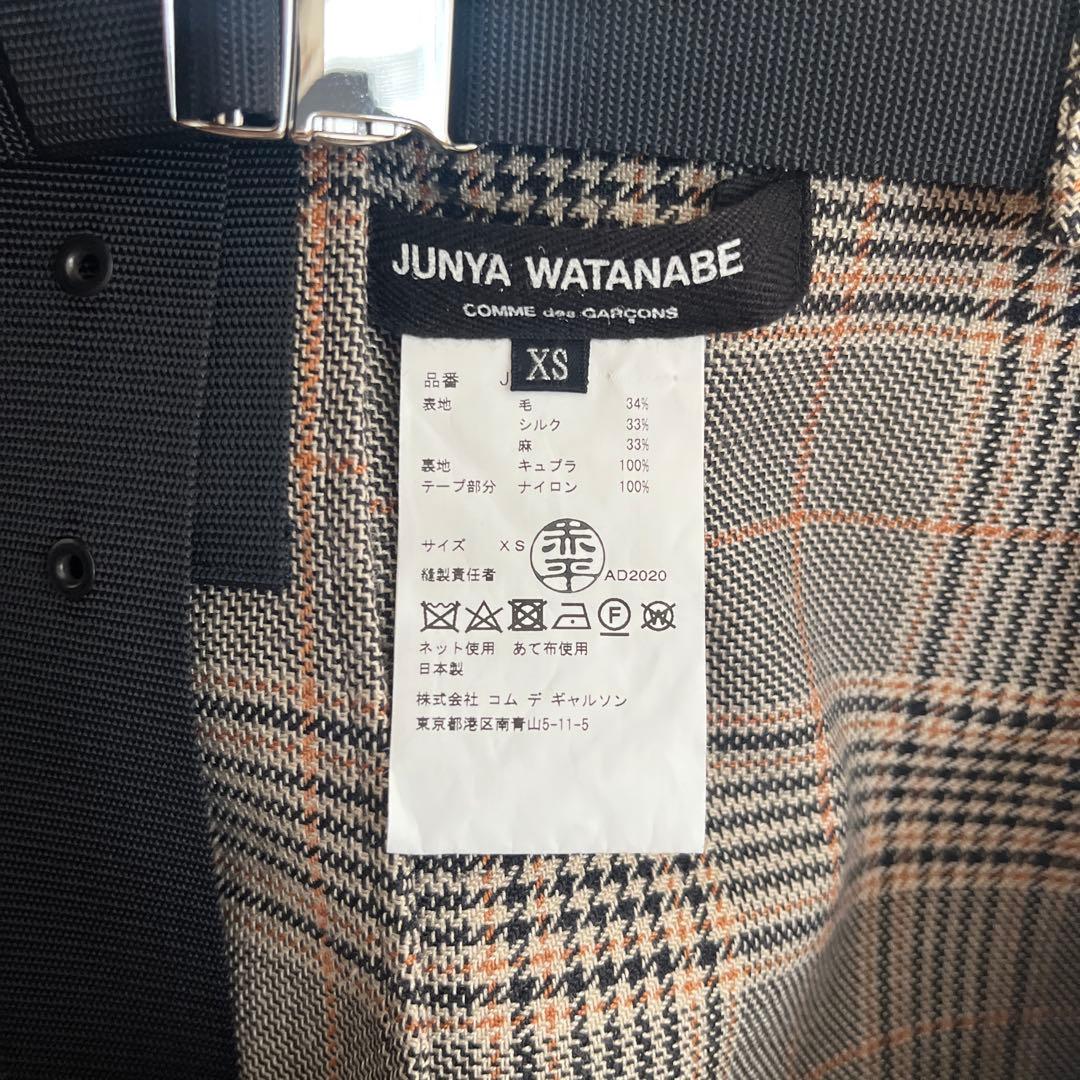 JUNYA WATANABE
COMME des GARÇONS
XS
品番 J
表地 毛 34%
シルク 33%
麻 33%
裏地 キュプラ 100%
テープ部分 ナイロン 100%
サイズ XS
縫製責任者 赤平 AD2020
ネット使用 あて布使用
日本製
株式会社 コム デ ギャルソン
東京都港区南青山5-11-5